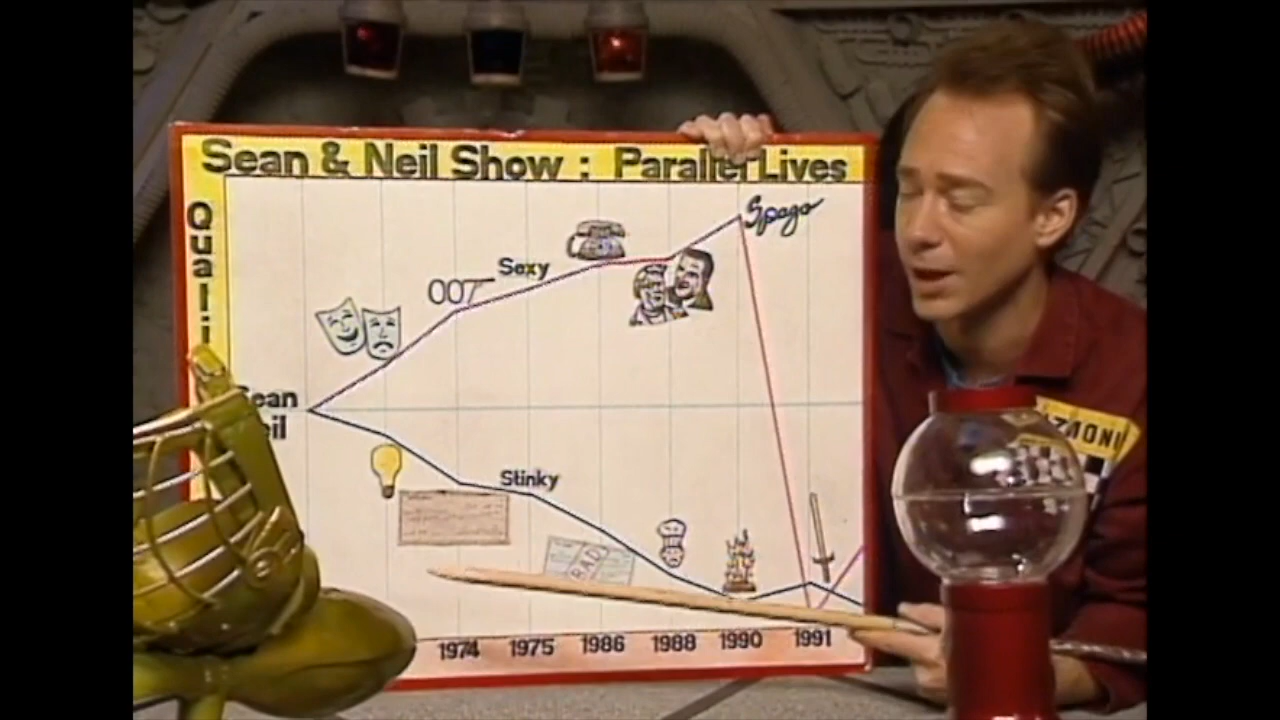 Sean & Neil Show : Parallel Lives
Quali
Spago
Sexy
007
Sean
Neil
Stinky
BAD
1974 1975 1986 1988 1990 1991